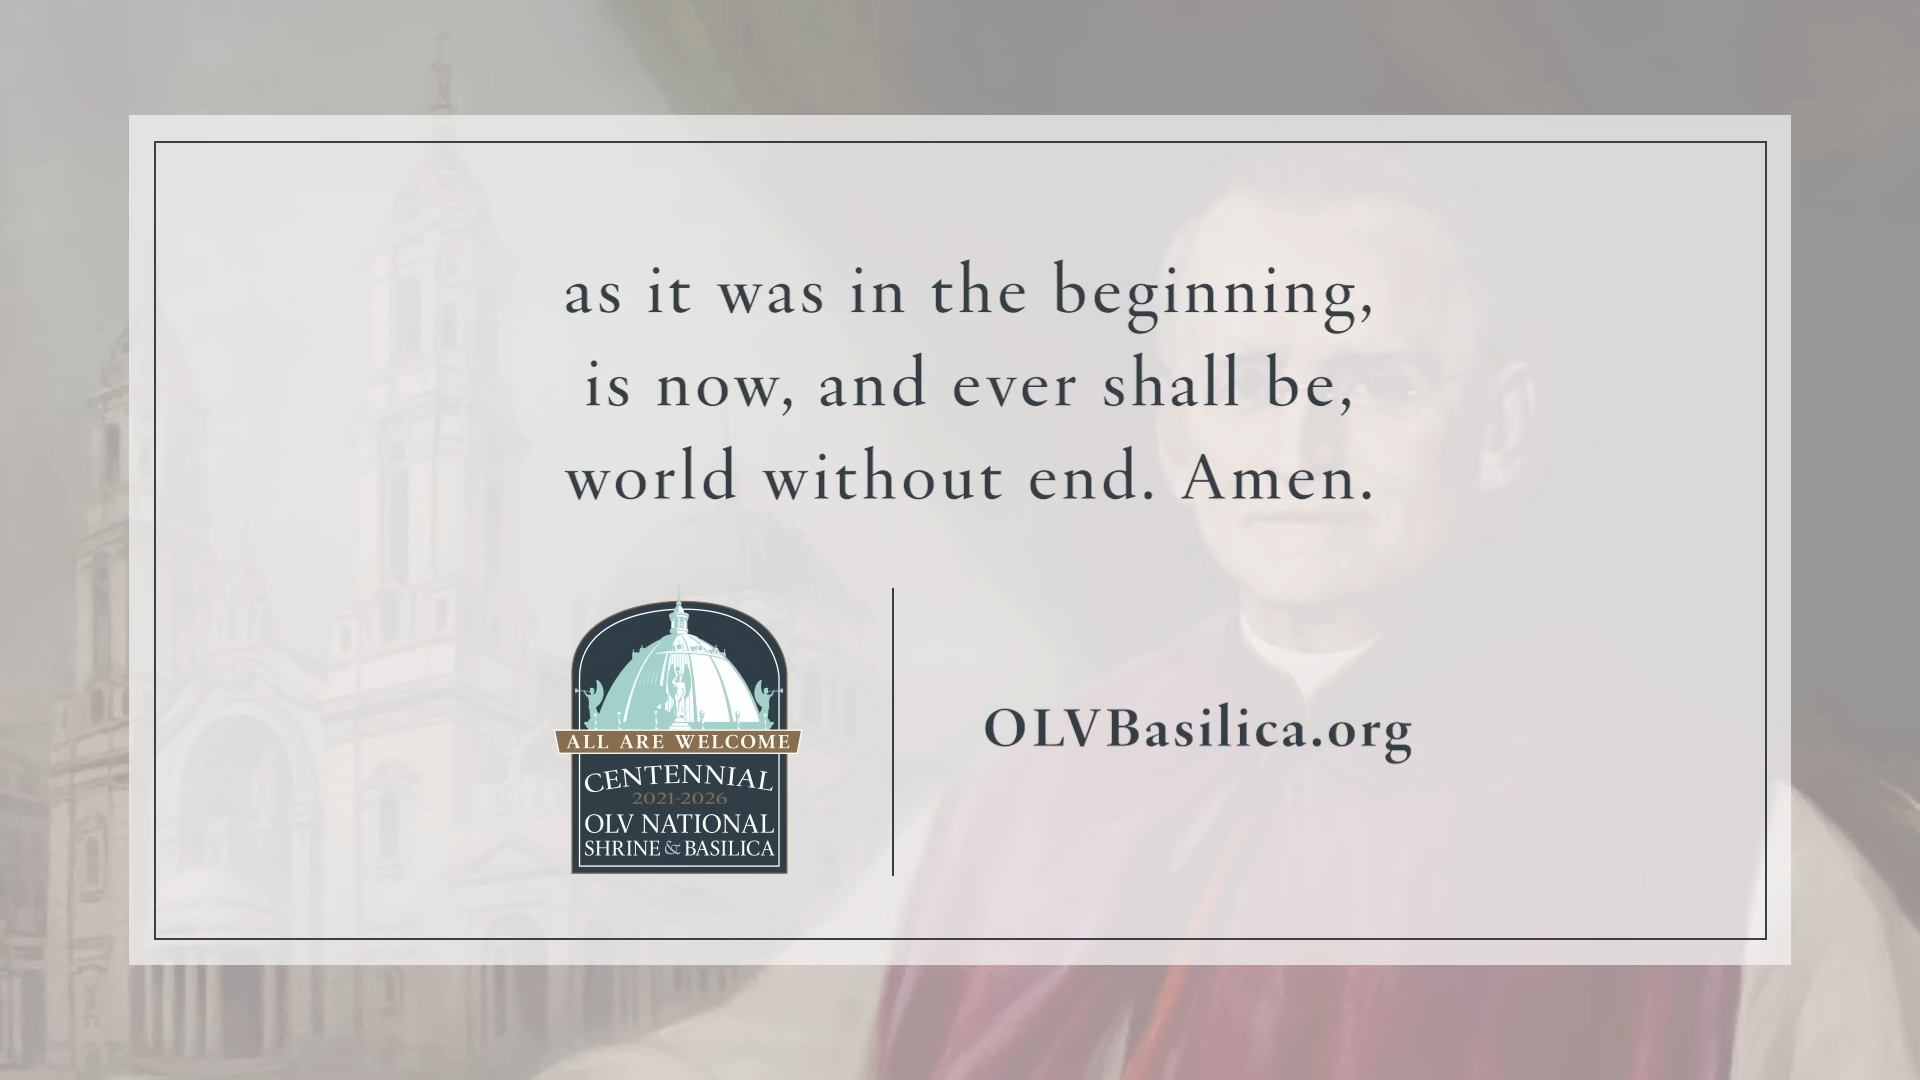 as it was in the beginning,
is now, and ever shall be,
world without end. Amen.
ALL ARE WELCOME
CENTENNIAL
2021-2026
OLV NATIONAL
SHRINE & BASILICA
OLVBasilica.org